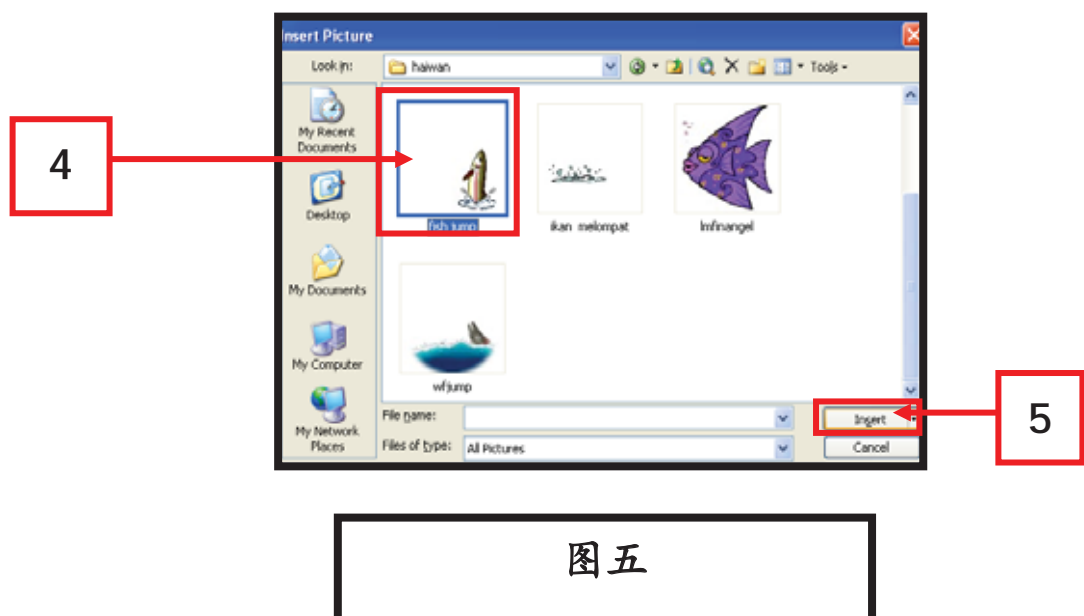 Insert Picture
Look in:
haiwan
Tools
My Recent
Documents
4
Desktop
fish jump
ikan melompat
lmfinangel
My Documents
My Computer
wfjump
My Network
Places
File name:
Insert
5
Files of type:
All Pictures
Cancel
图五